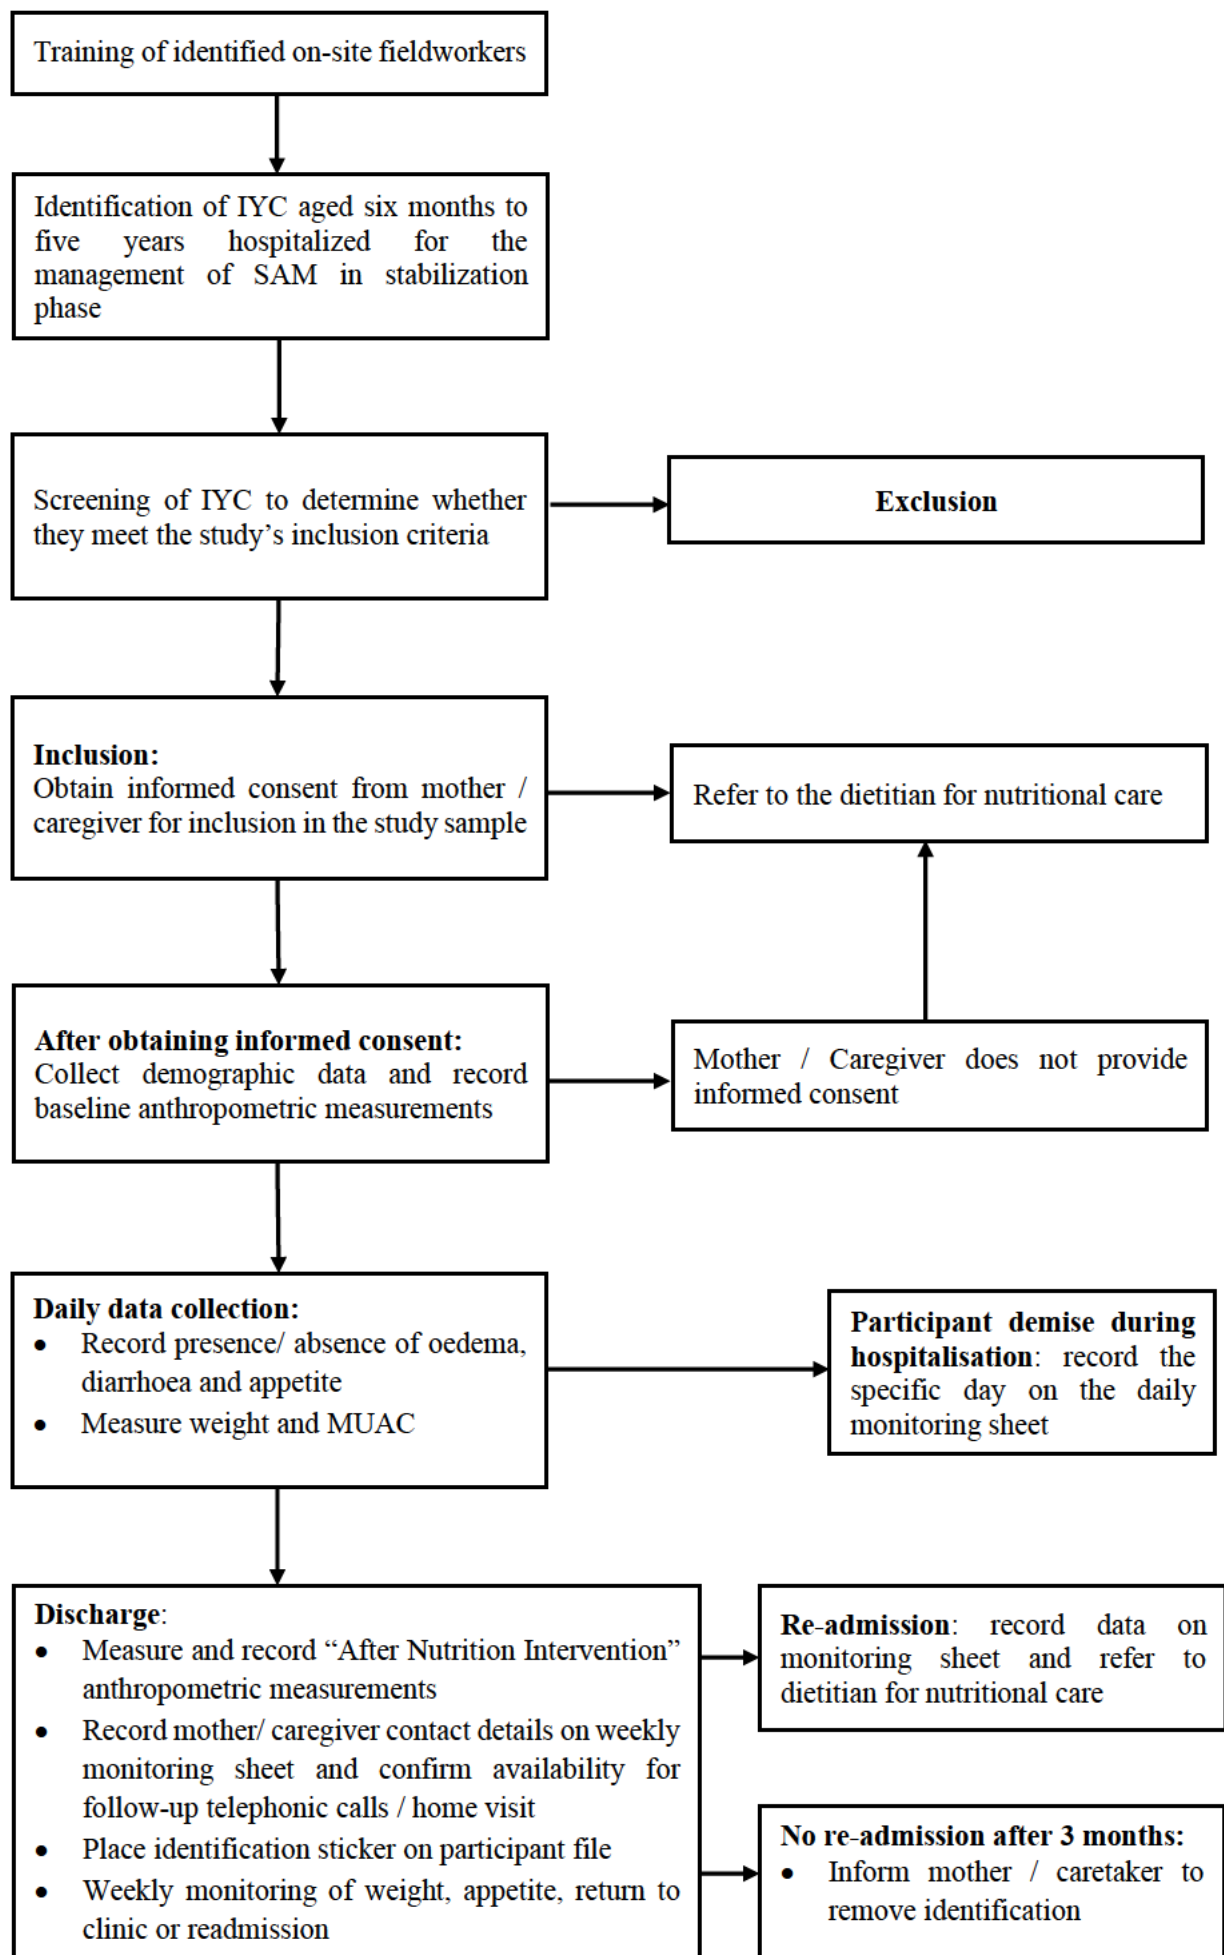 Training of identified on-site fieldworkers
Identification of IYC aged six months to
five years hospitalized for the
management of SAM in stabilization
phase
Screening of IYC to determine whether
they meet the study’s inclusion criteria
Exclusion
Inclusion:
Obtain informed consent from mother /
caregiver for inclusion in the study sample
Refer to the dietitian for nutritional care
After obtaining informed consent:
Collect demographic data and record
baseline anthropometric measurements
Mother / Caregiver does not provide
informed consent
Daily data collection:
• Record presence/ absence of oedema,
diarrhoea and appetite
• Measure weight and MUAC
Participant demise during
hospitalisation: record the
specific day on the daily
monitoring sheet
Discharge:
• Measure and record “After Nutrition Intervention”
anthropometric measurements
• Record mother/ caregiver contact details on weekly
monitoring sheet and confirm availability for
follow-up telephonic calls / home visit
• Place identification sticker on participant file
• Weekly monitoring of weight, appetite, return to
clinic or readmission
Re-admission: record data on
monitoring sheet and refer to
dietitian for nutritional care
No re-admission after 3 months:
• Inform mother / caretaker to
remove identification